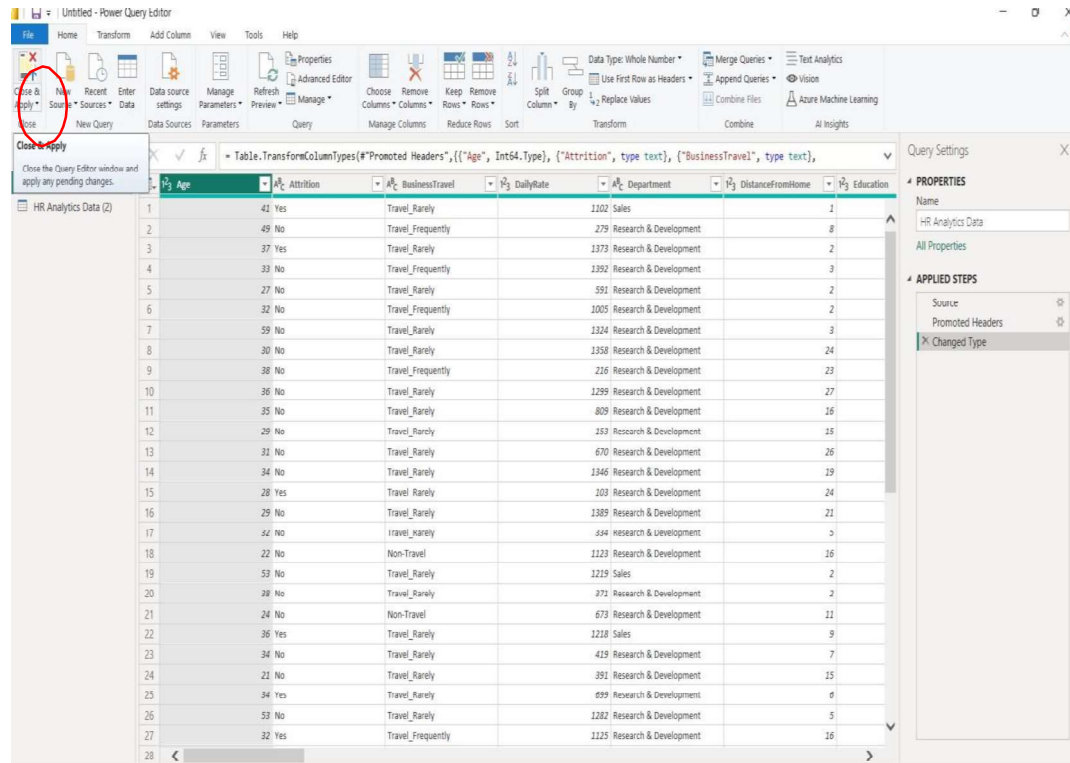 Untitled - Power Query Editor
File Home Transform Add Column View Tools Help
Close & Apply New Source Recent Sources Enter Data Data source settings Manage Parameters Refresh Preview Properties Advanced Editor Manage Choose Columns Remove Columns Keep Rows Remove Rows Split Column Group By Data Type: Whole Number Use First Row as Headers Replace Values Merge Queries Append Queries Combine Files Text Analytics Vision Azure Machine Learning
Close New Query Data Sources Parameters Query Manage Columns Reduce Rows Sort Transform Combine AI Insights
Close & Apply
Close the Query Editor window and
apply any pending changes.
HR Analytics Data (2)
fx = Table.TransformColumnTypes(#"Promoted Headers",{{"Age", Int64.Type}, {"Attrition", type text}, {"BusinessTravel", type text},
Age Attrition BusinessTravel DailyRate Department DistanceFromHome Education
1 41 Yes Travel_Rarely 1102 Sales 1
2 49 No Travel_Frequently 279 Research & Development 8
3 37 Yes Travel_Rarely 1373 Research & Development 2
4 33 No Travel_Frequently 1392 Research & Development 3
5 27 No Travel_Rarely 591 Research & Development 2
6 32 No Travel_Frequently 1005 Research & Development 2
7 59 No Travel_Rarely 1324 Research & Development 3
8 30 No Travel_Rarely 1358 Research & Development 24
9 38 No Travel_Frequently 216 Research & Development 23
10 36 No Travel_Rarely 1299 Research & Development 27
11 35 No Travel_Rarely 809 Research & Development 16
12 29 No Travel_Rarely 153 Research & Development 15
13 31 No Travel_Rarely 670 Research & Development 26
14 34 No Travel_Rarely 1346 Research & Development 19
15 28 Yes Travel_Rarely 103 Research & Development 24
16 29 No Travel_Rarely 1389 Research & Development 21
17 32 No Travel_Rarely 334 Research & Development 5
18 22 No Non-Travel 1123 Research & Development 16
19 53 No Travel_Rarely 1219 Sales 2
20 38 No Travel_Rarely 371 Research & Development 2
21 24 No Non-Travel 673 Research & Development 11
22 36 Yes Travel_Rarely 1218 Sales 9
23 34 No Travel_Rarely 419 Research & Development 7
24 21 No Travel_Rarely 391 Research & Development 15
25 34 Yes Travel_Rarely 699 Research & Development 6
26 53 No Travel_Rarely 1282 Research & Development 5
27 32 Yes Travel_Frequently 1125 Research & Development 16
28
Query Settings
PROPERTIES
Name
HR Analytics Data
All Properties
APPLIED STEPS
Source
Promoted Headers
Changed Type